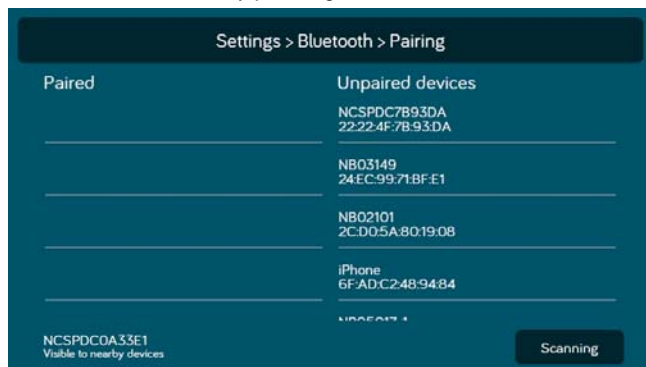 Settings > Bluetooth > Pairing
Paired
Unpaired devices
NCSPDC7B93DA
22:22:4F:7B:93:DA
NB03149
24:EC:99:71:BF:E1
NB02101
2C:D0:5A:80:19:08
iPhone
6F:AD:C2:48:94:84
NCSPDC0A33E1
Visible to nearby devices
Scanning